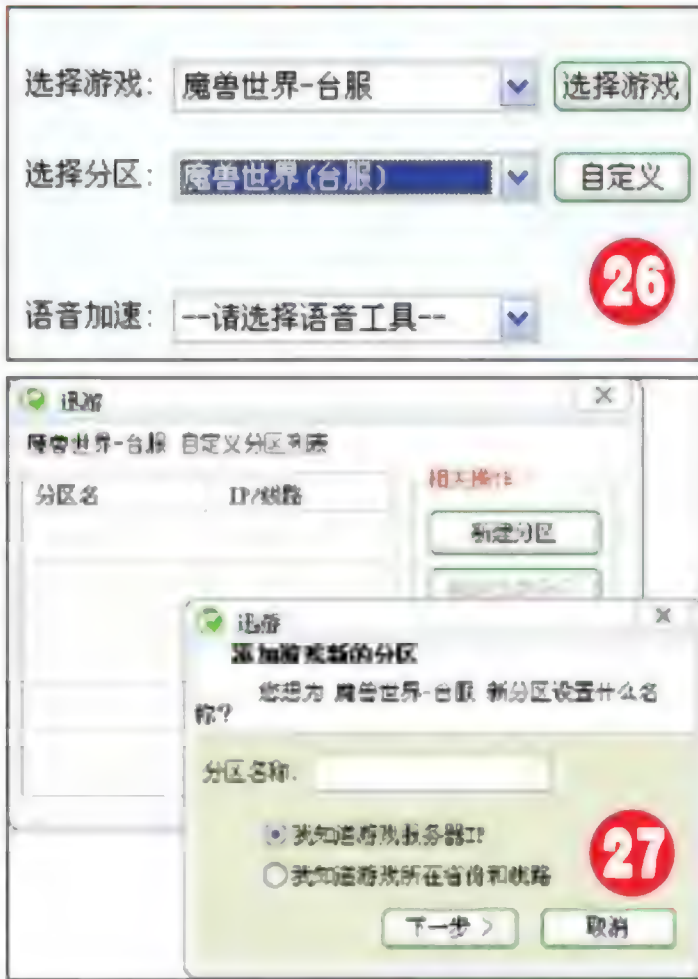 选择游戏: 魔兽世界-台服 选择游戏
选择分区: 魔兽世界(台服) 自定义
26
语音加速: --请选择语音工具--
迅游
魔兽世界-台服 自定义分区列表
分区名 IP/线路 相关操作
新建分区
迅游
添加游戏新的分区
您想为 魔兽世界-台服 新分区设置什么名
称?
分区名称:
我知道游戏服务器IP
我知道游戏所在省份和线路
27
下一步 > 取消